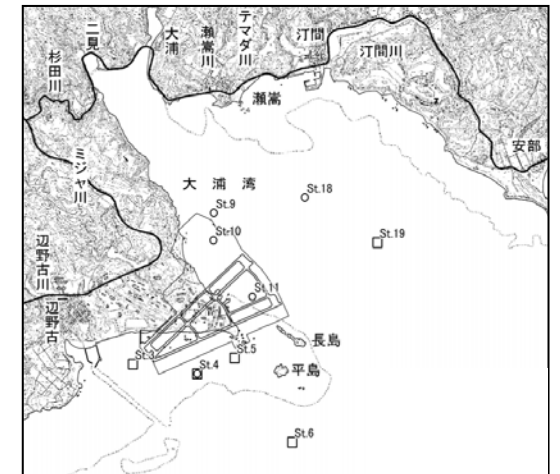 二見
大浦
瀬嵩川
テマダ川
汀間
汀間川
杉田川
瀬嵩
安部
ミジャ川
大浦湾
St.18
St.9
St.10
St.19
辺野古川
辺野古
St.11
長島
St.5
St.3
St.4
平島
St.6